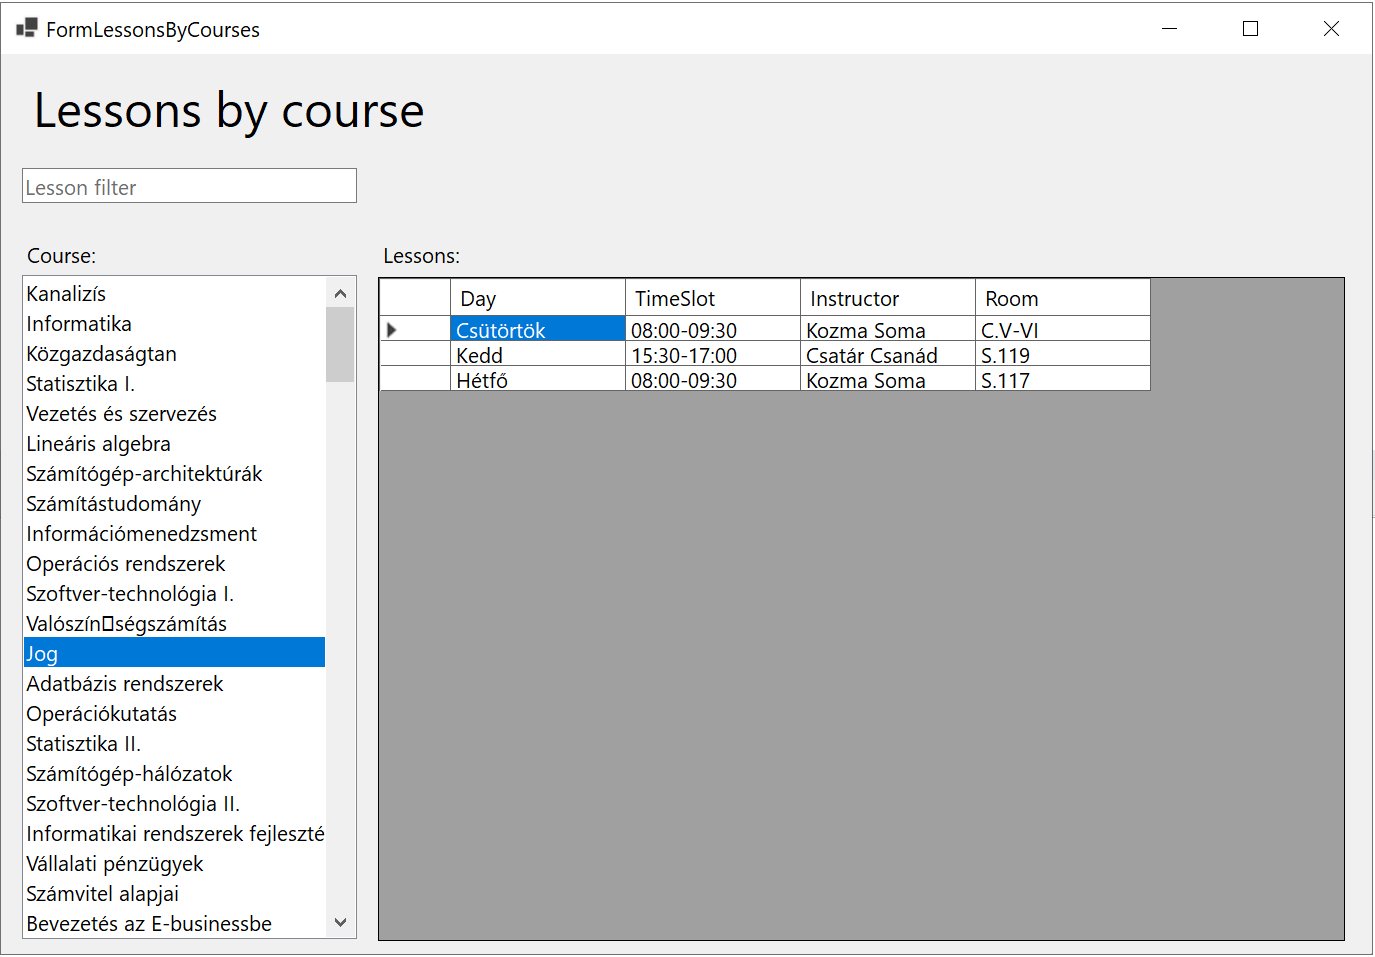 FormLessonsByCourses
Lessons by course
Lesson filter
Course:
Kanalizís
Informatika
Közgazdaságtan
Statisztika I.
Vezetés és szervezés
Lineáris algebra
Számítógép-architektúrák
Számítástudomány
Információmenedzsment
Operációs rendszerek
Szoftver-technológia I.
Valószín▯ségszámítás
Jog
Adatbázis rendszerek
Operációkutatás
Statisztika II.
Számítógép-hálózatok
Szoftver-technológia II.
Informatikai rendszerek fejleszté
Vállalati pénzügyek
Számvitel alapjai
Bevezetés az E-businessbe
Lessons:
Day TimeSlot Instructor Room
Csütörtök 08:00-09:30 Kozma Soma C.V-VI
Kedd 15:30-17:00 Csatár Csanád S.119
Hétfő 08:00-09:30 Kozma Soma S.117